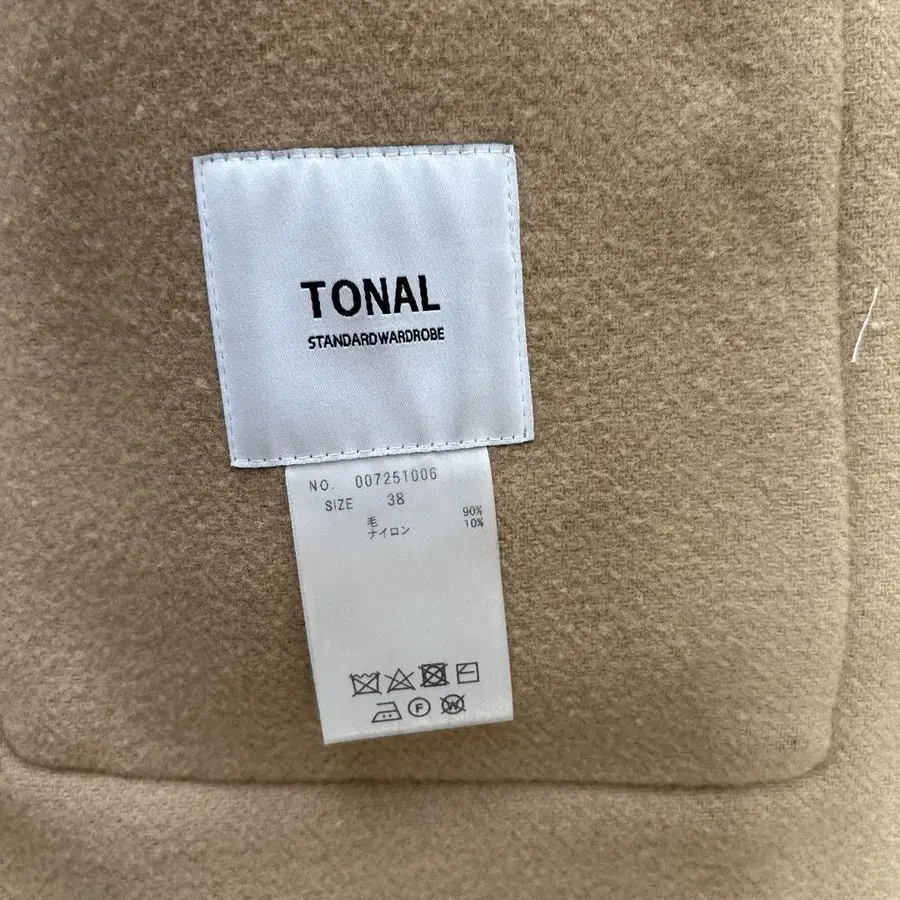 TONAL
STANDARDWARDROBE
NO. 007251006
SIZE 38
毛 90%
ナイロン 10%
F
W